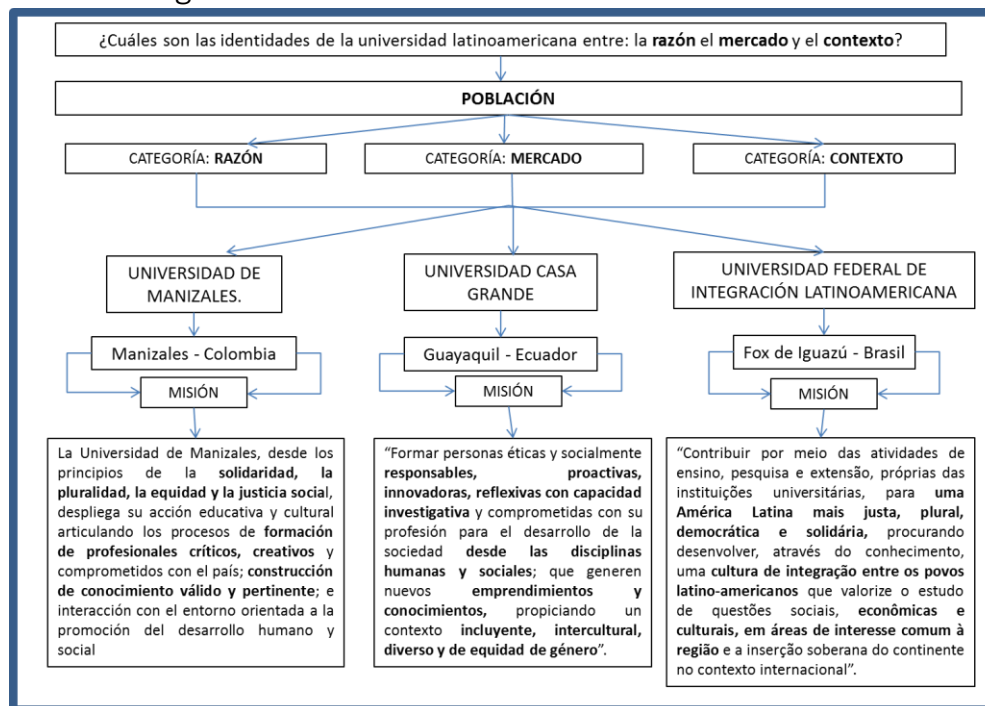 ¿Cuáles son las identidades de la universidad latinoamericana entre: la razón el mercado y el contexto?
POBLACIÓN
CATEGORÍA: RAZÓN
CATEGORÍA: MERCADO
CATEGORÍA: CONTEXTO
UNIVERSIDAD DE
MANIZALES.
UNIVERSIDAD CASA
GRANDE
UNIVERSIDAD FEDERAL DE
INTEGRACIÓN LATINOAMERICANA
Manizales - Colombia
Guayaquil - Ecuador
Fox de Iguazú - Brasil
MISIÓN
MISIÓN
MISIÓN
La Universidad de Manizales, desde los
principios de la solidaridad, la
pluralidad, la equidad y la justicia social,
despliega su acción educativa y cultural
articulando los procesos de formación
de profesionales críticos, creativos y
comprometidos con el país; construcción
de conocimiento válido y pertinente; e
interacción con el entorno orientada a la
promoción del desarrollo humano y
social
“Formar personas éticas y socialmente
responsables, proactivas,
innovadoras, reflexivas con capacidad
investigativa y comprometidas con su
profesión para el desarrollo de la
sociedad desde las disciplinas
humanas y sociales; que generen
nuevos emprendimientos y
conocimientos, propiciando un
contexto incluyente, intercultural,
diverso y de equidad de género”.
“Contribuir por meio das atividades de
ensino, pesquisa e extensão, próprias das
instituições universitárias, para uma
América Latina mais justa, plural,
democrática e solidária, procurando
desenvolver, através do conhecimento,
uma cultura de integração entre os povos
latino-americanos que valorize o estudo
de questões sociais, econômicas e
culturais, em áreas de interesse comum à
região e a inserção soberana do continente
no contexto internacional”.